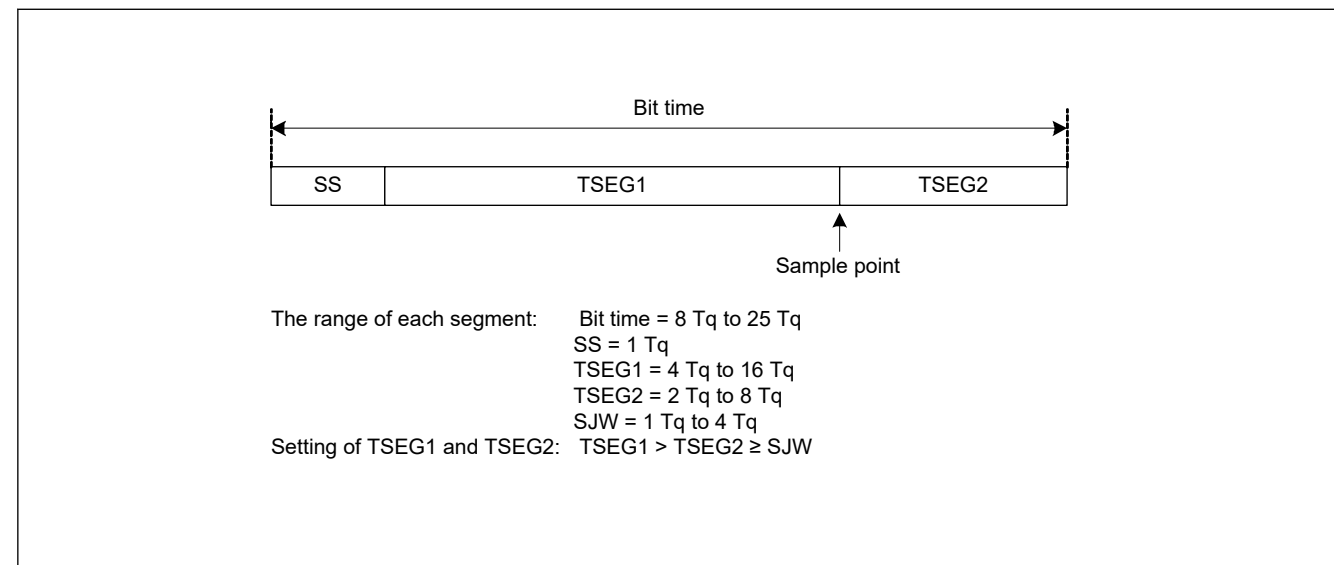 Bit time
SS TSEG1 TSEG2
Sample point
The range of each segment: Bit time = 8 Tq to 25 Tq
SS = 1 Tq
TSEG1 = 4 Tq to 16 Tq
TSEG2 = 2 Tq to 8 Tq
SJW = 1 Tq to 4 Tq
Setting of TSEG1 and TSEG2: TSEG1 > TSEG2 ≥ SJW